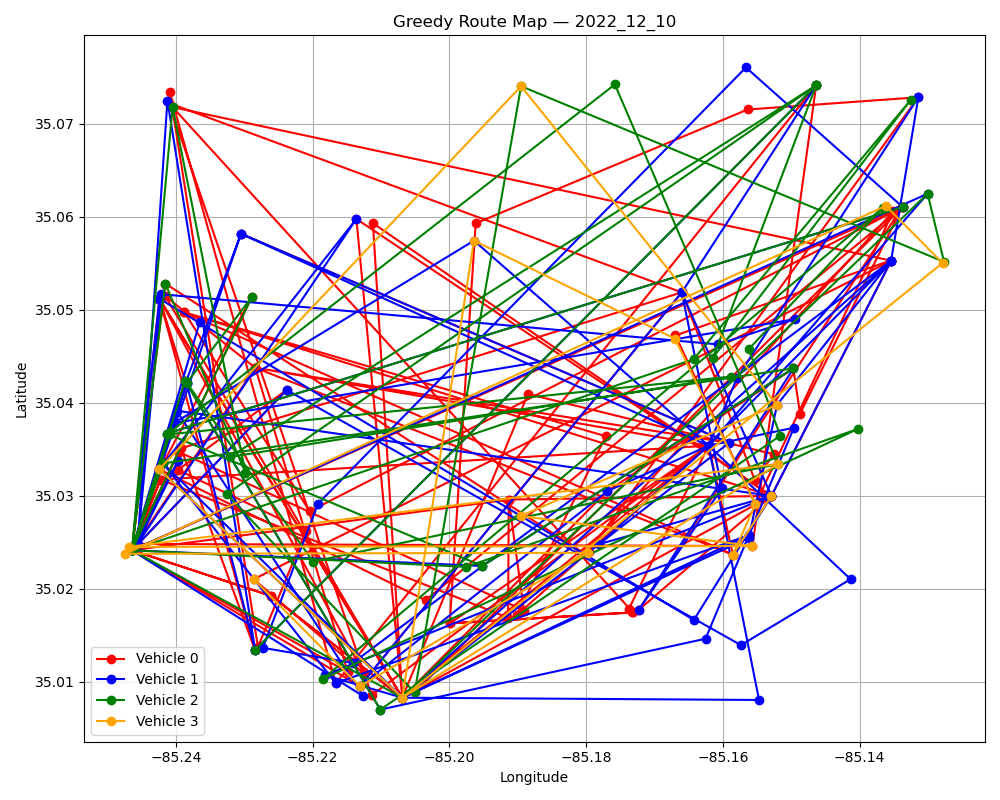 Greedy Route Map — 2022_12_10
35.07
35.06
35.05
35.04
35.03
35.02
35.01
Latitude
Vehicle 0
Vehicle 1
Vehicle 2
Vehicle 3
−85.24 −85.22 −85.20 −85.18 −85.16 −85.14
Longitude